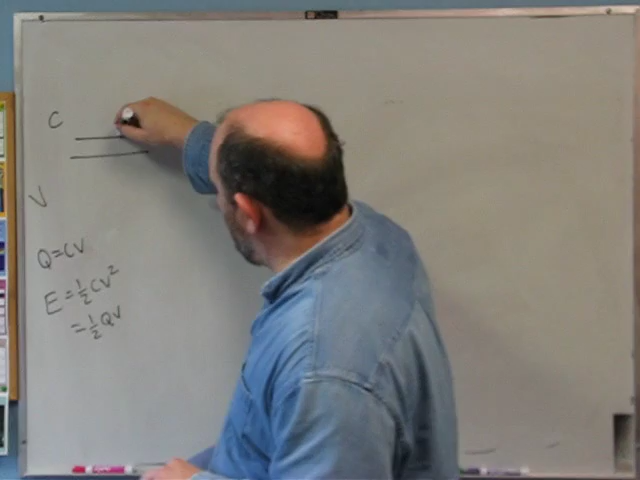 C
V
Q=CV
E=½CV²
=½QV